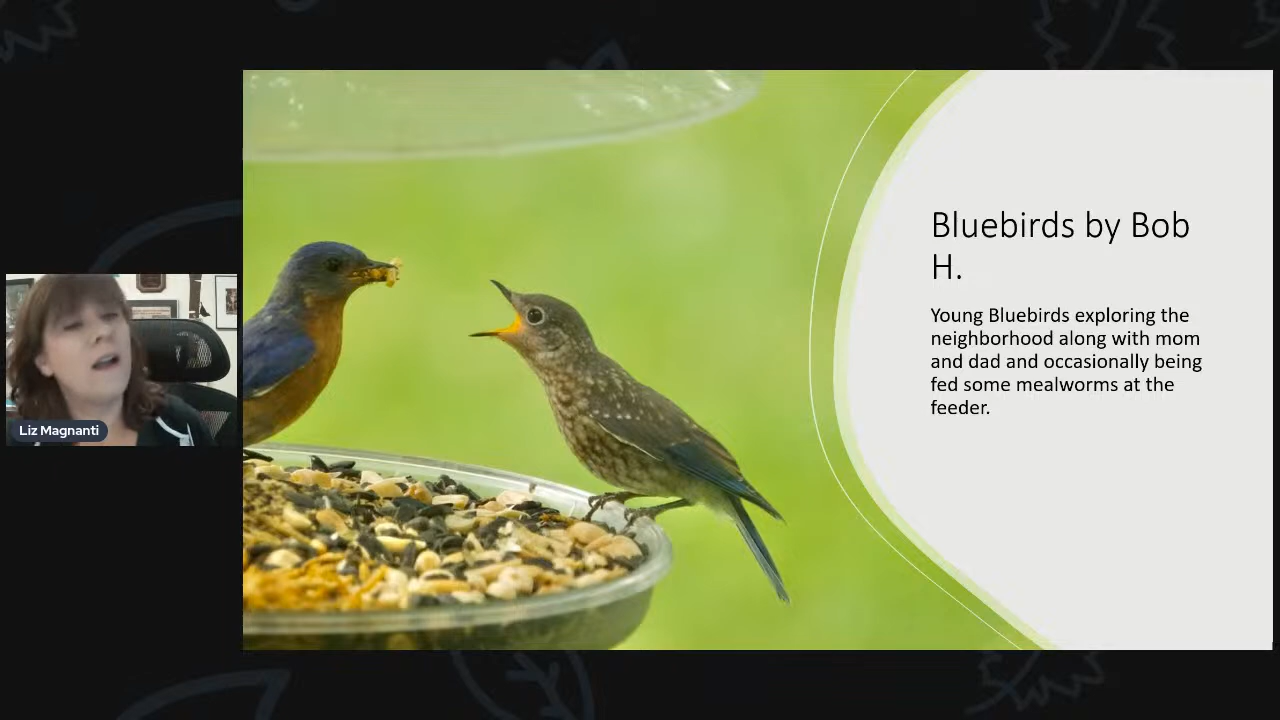 Bluebirds by Bob
H.
Young Bluebirds exploring the
neighborhood along with mom
and dad and occasionally being
fed some mealworms at the
feeder.
Liz Magnanti